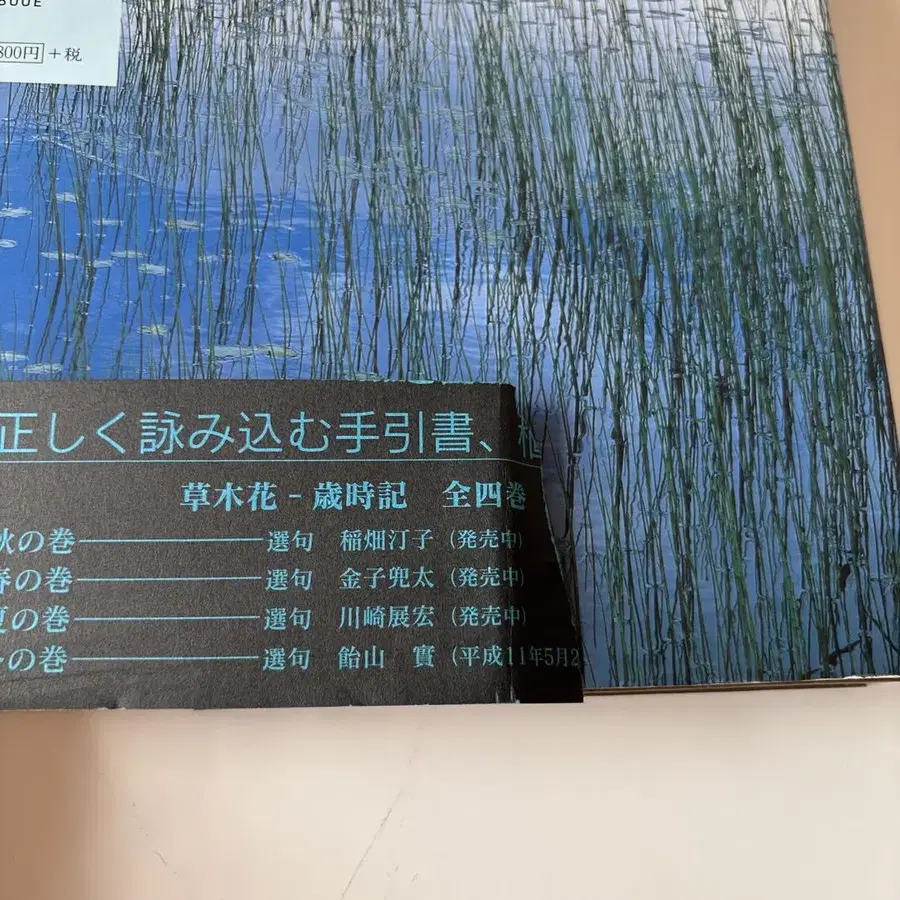 BOOE
800円+税
正しく詠み込む手引書、
草木花-歳時記 全四巻
秋の巻――選句 稲畑汀子(発売中)
春の巻――選句 金子兜太(発売中)
夏の巻――選句 川崎展宏(発売中)
の巻――選句 飴山 實(平成11年5月2